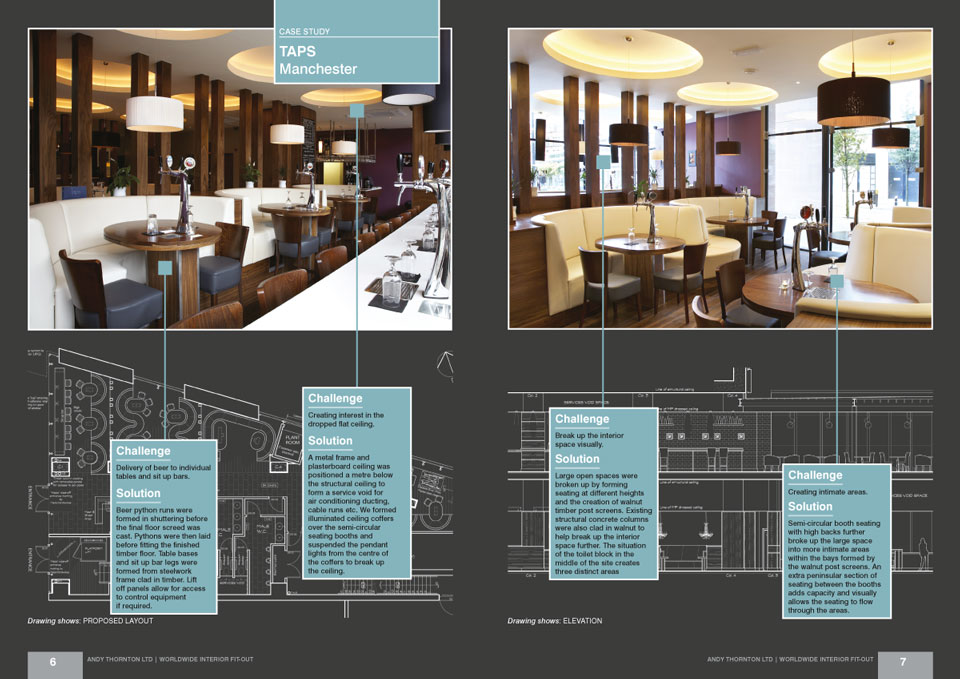 CASE STUDY
TAPS
Manchester
Challenge
Delivery of beer to individual
tables and sit up bars.
Solution
Beer python runs were
formed in shuttering before
the final floor screed was
cast. Pythons were then laid
before fitting the finished
timber floor. Table bases
and sit up bar legs were
formed from steelwork
frame clad in timber. Lift
off panels allow for access
to control equipment
if required.
Challenge
Creating interest in the
dropped flat ceiling.
Solution
A metal frame and
plasterboard ceiling was
positioned a metre below
the structural ceiling to
form a service void for
air conditioning ducting,
cable runs etc. We formed
illuminated ceiling coffers
over the semi-circular
seating booths and
suspended the pendant
lights from the centre of
the coffers to break up
the ceiling.
PLANT
ROOM
ENTRANCE
ENTRANCE
MALE
W.C.
Drawing shows: PROPOSED LAYOUT
6
ANDY THORNTON LTD | WORLDWIDE INTERIOR FIT-OUT
Challenge
Break up the interior
space visually.
Solution
Large open spaces were
broken up by forming
seating at different heights
and the creation of walnut
timber post screens. Existing
structural concrete columns
were also clad in walnut to
help break up the interior
space further. The situation
of the toilet block in the
middle of the site creates
three distinct areas
Challenge
Creating intimate areas.
Solution
Semi-circular booth seating
with high backs further
broke up the large space
into more intimate areas
within the bays formed by
the walnut post screens. An
extra peninsular section of
seating between the booths
adds capacity and visually
allows the seating to flow
through the areas.
Drawing shows: ELEVATION
ANDY THORNTON LTD | WORLDWIDE INTERIOR FIT-OUT
7